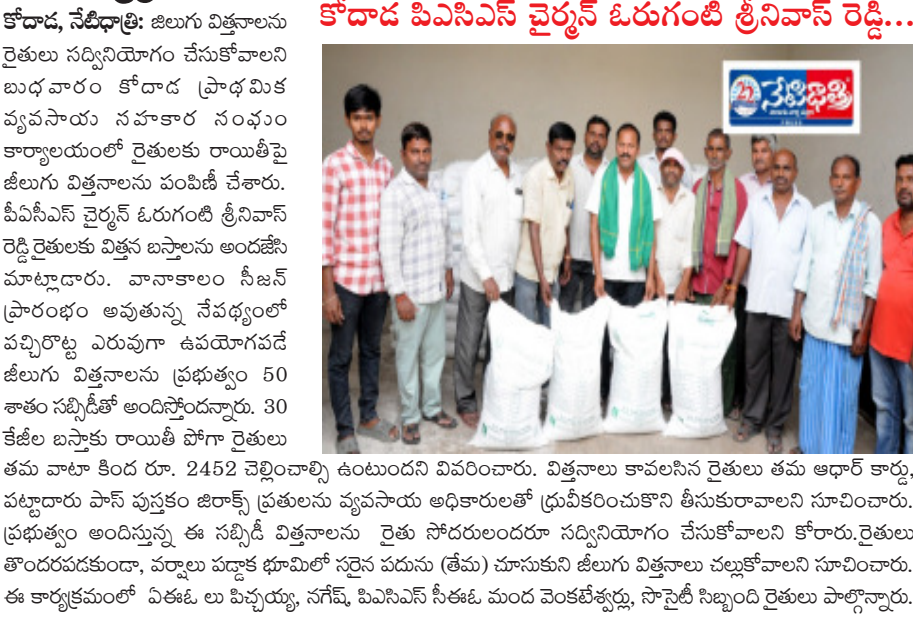 కోదాడ పిఎసిఎస్ చైర్మన్ ఓరుగంటి శ్రీనివాస్ రెడ్డి...
కోదాడ, నేటిధాత్రి: జిలుగు విత్తనాలను
రైతులు సద్వినియోగం చేసుకోవాలని
బుధవారం కోదాడ ప్రాథమిక
వ్యవసాయ సహకార సంఘం
కార్యాలయంలో రైతులకు రాయితీపై
జీలుగు విత్తనాలను పంపిణీ చేశారు.
పీఏసీఎస్ చైర్మన్ ఓరుగంటి శ్రీనివాస్
రెడ్డి రైతులకు విత్తన బస్తాలను అందజేసి
మాట్లాడారు. వానాకాలం సీజన్
ప్రారంభం అవుతున్న నేపథ్యంలో
పచ్చిరొట్ట ఎరువుగా ఉపయోగపడే
జీలుగు విత్తనాలను ప్రభుత్వం 50
శాతం సబ్సిడీతో అందిస్తోందన్నారు. 30
కేజీల బస్తాకు రాయితీ పోగా రైతులు
తమ వాటా కింద రూ. 2452 చెల్లించాల్సి ఉంటుందని వివరించారు. విత్తనాలు కావలసిన రైతులు తమ ఆధార్ కార్డు,
పట్టాదారు పాస్ పుస్తకం జిరాక్స్ ప్రతులను వ్యవసాయ అధికారులతో ధ్రువీకరించుకొని తీసుకురావాలని సూచించారు.
ప్రభుత్వం అందిస్తున్న ఈ సబ్సిడీ విత్తనాలను రైతు సోదరులందరూ సద్వినియోగం చేసుకోవాలని కోరారు.రైతులు
తొందరపడకుండా, వర్షాలు పడ్డాక భూమిలో సరైన పదును (తేమ) చూసుకుని జీలుగు విత్తనాలు చల్లుకోవాలని సూచించారు.
ఈ కార్యక్రమంలో ఏఈఓ లు పిచ్చయ్య, నగేష్, పిఎసిఎస్ సీఈఓ మంద వెంకటేశ్వర్లు, సొసైటీ సిబ్బంది రైతులు పాల్గొన్నారు.
నేటిధాత్రి